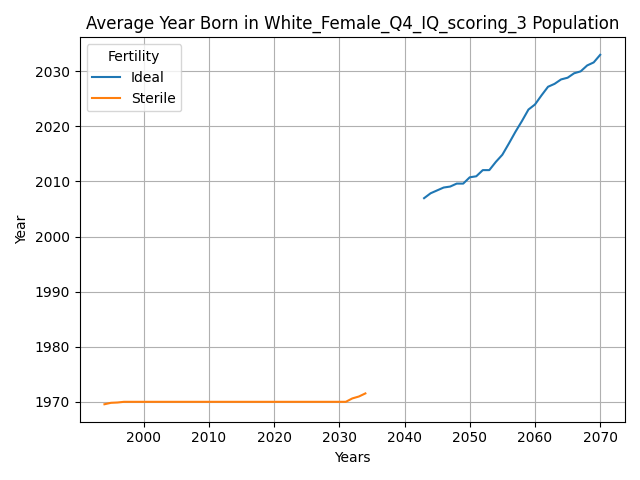 Average Year Born in White_Female_Q4_IQ_scoring_3 Population
Fertility
Ideal
Sterile
Year
2030
2020
2010
2000
1990
1980
1970
2000 2010 2020 2030 2040 2050 2060 2070
Years